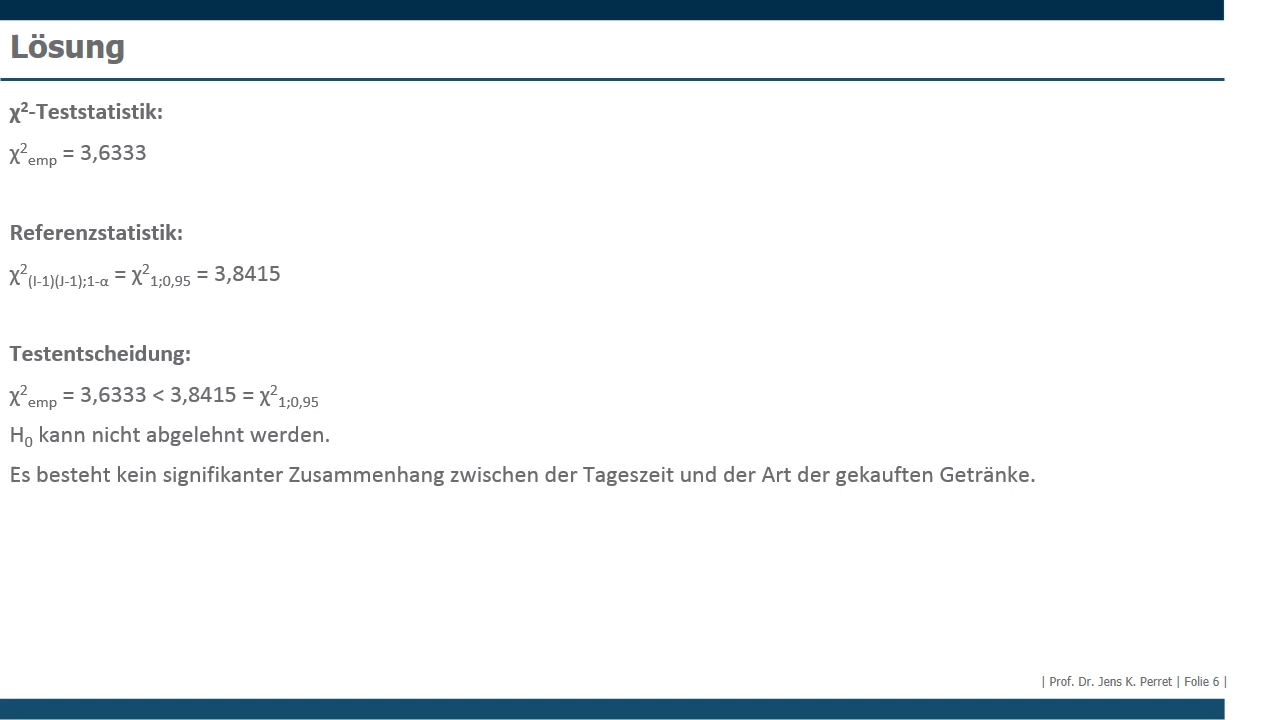 Lösung
χ²-Teststatistik:
χ²emp = 3,6333
Referenzstatistik:
χ²(I-1)(J-1);1-α = χ²1;0,95 = 3,8415
Testentscheidung:
χ²emp = 3,6333 < 3,8415 = χ²1;0,95
H₀ kann nicht abgelehnt werden.
Es besteht kein signifikanter Zusammenhang zwischen der Tageszeit und der Art der gekauften Getränke.
| Prof. Dr. Jens K. Perret | Folie 6 |